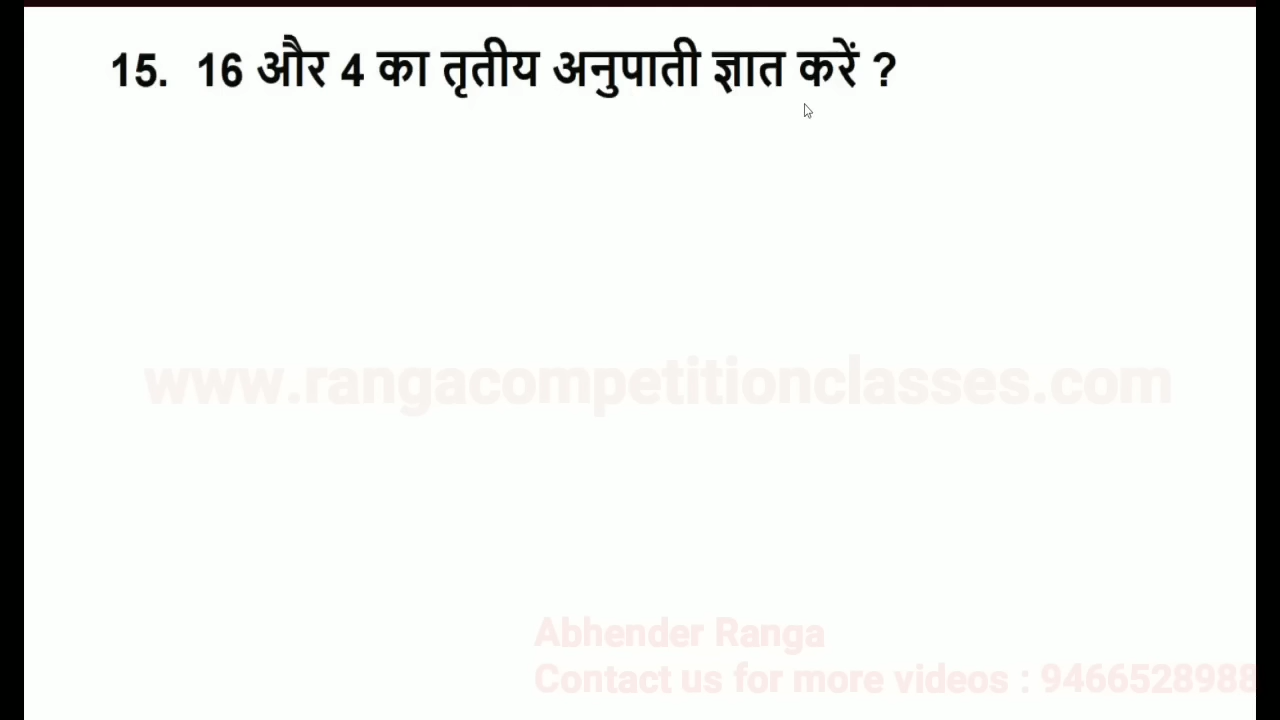 15. 16 और 4 का तृतीय अनुपाती ज्ञात करें ?
www.rangacompetitionclasses.com
Abhender Ranga
Contact us for more videos : 9466528988